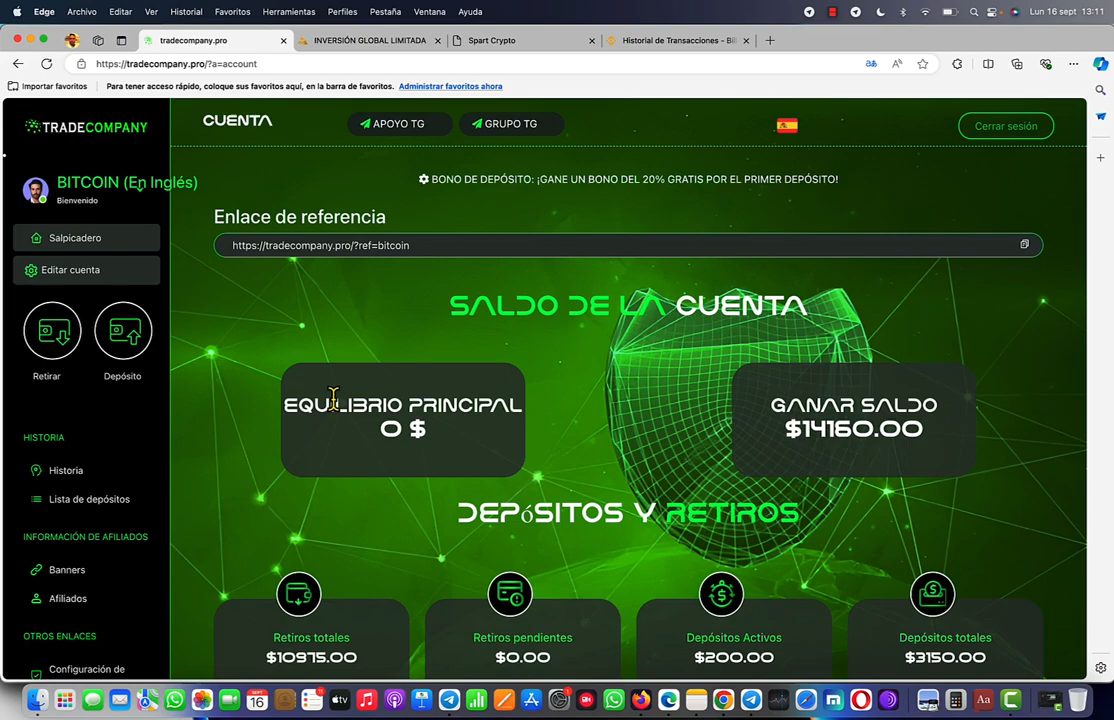 Edge Archivo Editar Ver Historial Favoritos Herramientas Perfiles Pestaña Ventana Ayuda Lun 16 sept 13:11
tradecompany.pro INVERSIÓN GLOBAL LIMITADA Spart Crypto Historial de Transacciones - Bil
https://tradecompany.pro/?a=account
Importar favoritos Para tener acceso rápido, coloque sus favoritos aquí, en la barra de favoritos. Administrar favoritos ahora
TRADECOMPANY
CUENTA
APOYO TG
GRUPO TG
Cerrar sesión
BITCOIN (En Inglés)
Bienvenido
Salpicadero
Editar cuenta
Retirar
Depósito
HISTORIA
Historia
Lista de depósitos
INFORMACIÓN DE AFILIADOS
Banners
Afiliados
OTROS ENLACES
Configuración de
BONO DE DEPÓSITO: ¡GANE UN BONO DEL 20% GRATIS POR EL PRIMER DEPÓSITO!
Enlace de referencia
https://tradecompany.pro/?ref=bitcoin
SALDO DE LA CUENTA
EQUILIBRIO PRINCIPAL
0 $
GANAR SALDO
$14160.00
DEPóSITOS Y RETIROS
Retiros totales
$10975.00
Retiros pendientes
$0.00
Depósitos Activos
$200.00
Depósitos totales
$3150.00